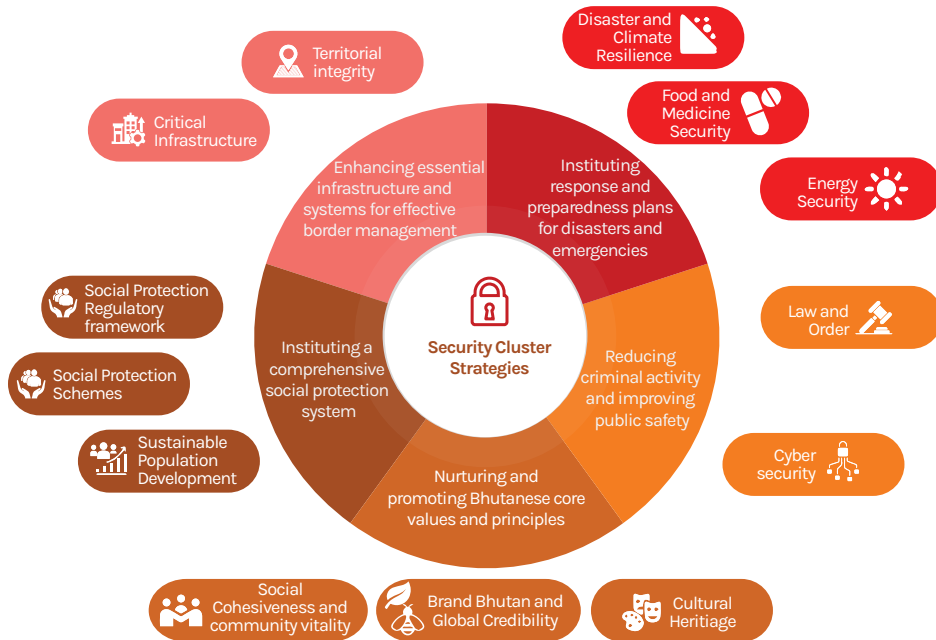 Territorial
integrity
Critical
Infrastructure
Disaster and
Climate
Resilience
Food and
Medicine
Security
Energy
Security
Enhancing essential
infrastructure and
systems for effective
border management
Instituting
response and
preparedness plans
for disasters and
emergencies
Social Protection
Regulatory
framework
Social Protection
Schemes
Sustainable
Population
Development
Instituting a
comprehensive
social protection
system
Security Cluster
Strategies
Reducing
criminal activity
and improving
public safety
Law and
Order
Cyber
security
Nurturing and
promoting Bhutanese core
values and principles
Social
Cohesiveness and
community vitality
Brand Bhutan and
Global Credibility
Cultural
Heritiage